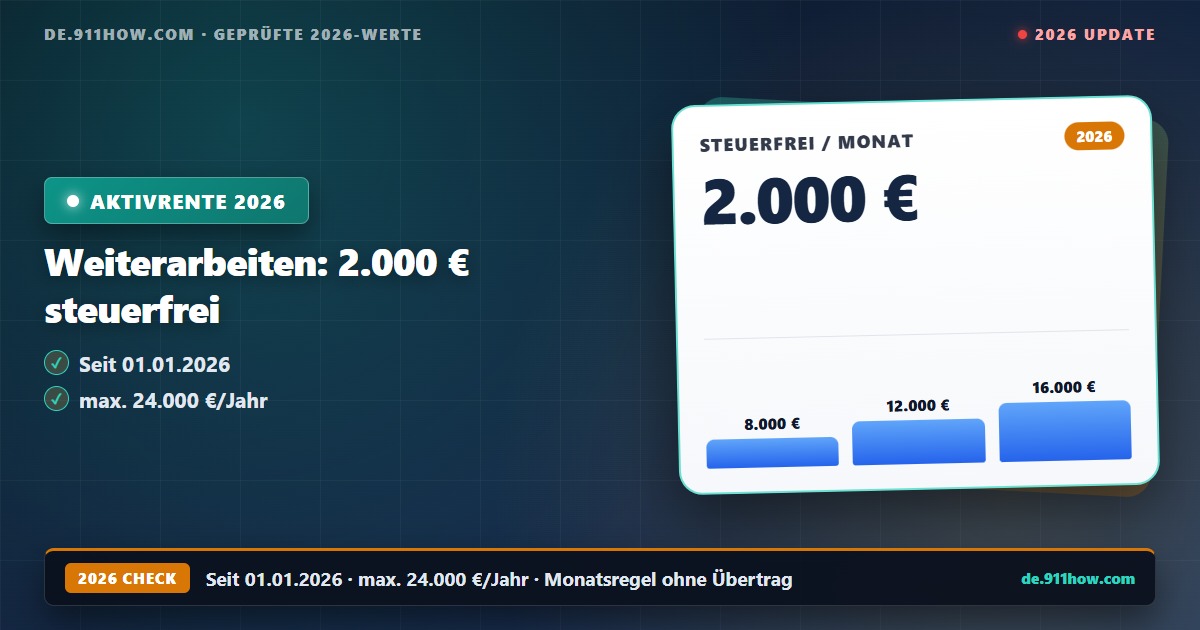 DE.911HOW.COM · GEPRÜFTE 2026-WERTE
2026 UPDATE
AKTIVRENTE 2026
Weiterarbeiten: 2.000 €
steuerfrei
✓ Seit 01.01.2026
✓ max. 24.000 €/Jahr
STEUERFREI / MONAT
2026
2.000 €
8.000 €
12.000 €
16.000 €
2026 CHECK
Seit 01.01.2026 · max. 24.000 €/Jahr · Monatsregel ohne Übertrag
de.911how.com